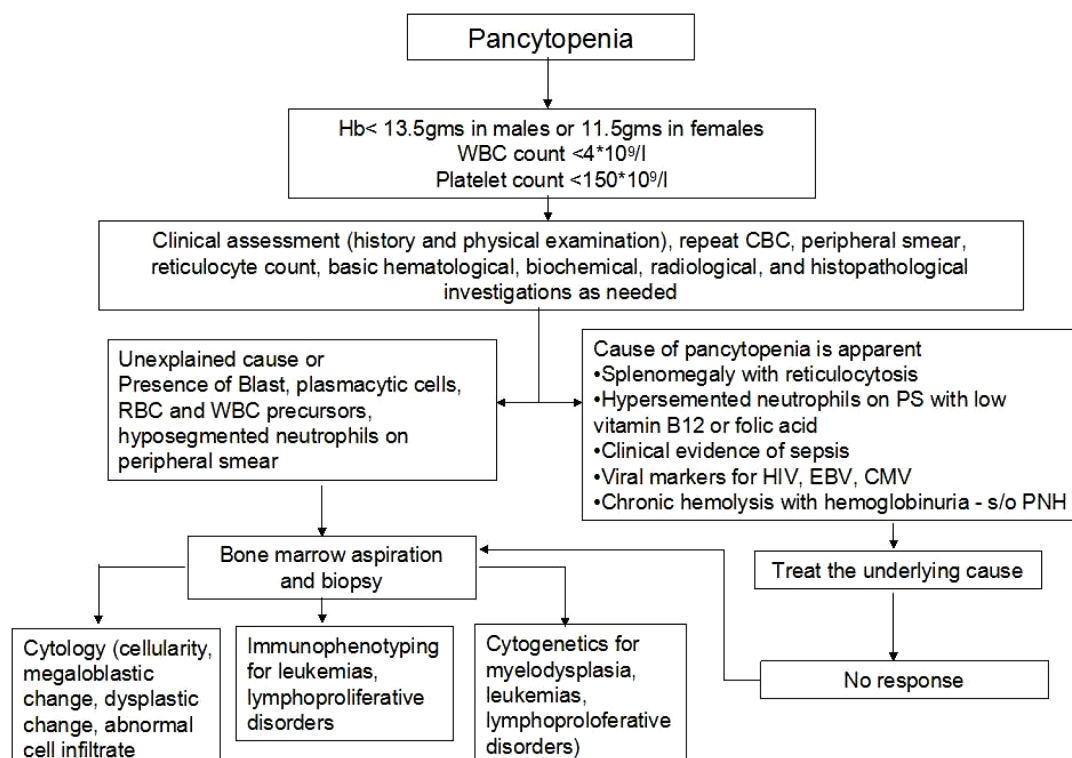 Pancytopenia
Hb< 13.5gms in males or 11.5gms in females
WBC count <4*10⁹/l
Platelet count <150*10⁹/l
Clinical assessment (history and physical examination), repeat CBC, peripheral smear,
reticulocyte count, basic hematological, biochemical, radiological, and histopathological
investigations as needed
Unexplained cause or
Presence of Blast, plasmacytic cells,
RBC and WBC precursors,
hyposegmented neutrophils on
peripheral smear
Cause of pancytopenia is apparent
•Splenomegaly with reticulocytosis
•Hypersemented neutrophils on PS with low
vitamin B12 or folic acid
•Clinical evidence of sepsis
•Viral markers for HIV, EBV, CMV
•Chronic hemolysis with hemoglobinuria - s/o PNH
Bone marrow aspiration
and biopsy
Treat the underlying cause
Cytology (cellularity,
megaloblastic
change, dysplastic
change, abnormal
cell infiltrate
Immunophenotyping
for leukemias,
lymphoproliferative
disorders
Cytogenetics for
myelodysplasia,
leukemias,
lymphoproloferative
disorders)
No response